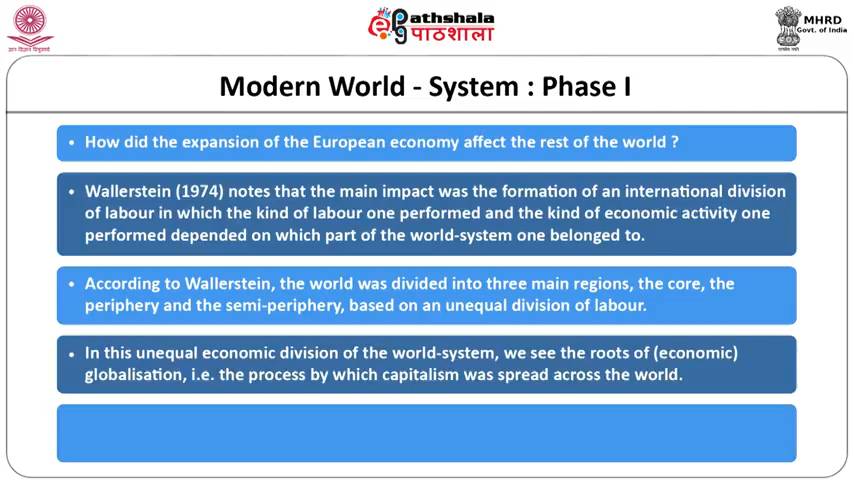 ज्ञान-विज्ञान विमुक्तये
ePathshala
पाठशाला
MHRD
Govt. of India
सत्यमेव जयते
Modern World - System : Phase I
• How did the expansion of the European economy affect the rest of the world ?
• Wallerstein (1974) notes that the main impact was the formation of an international division
of labour in which the kind of labour one performed and the kind of economic activity one
performed depended on which part of the world-system one belonged to.
• According to Wallerstein, the world was divided into three main regions, the core, the
periphery and the semi-periphery, based on an unequal division of labour.
• In this unequal economic division of the world-system, we see the roots of (economic)
globalisation, i.e. the process by which capitalism was spread across the world.